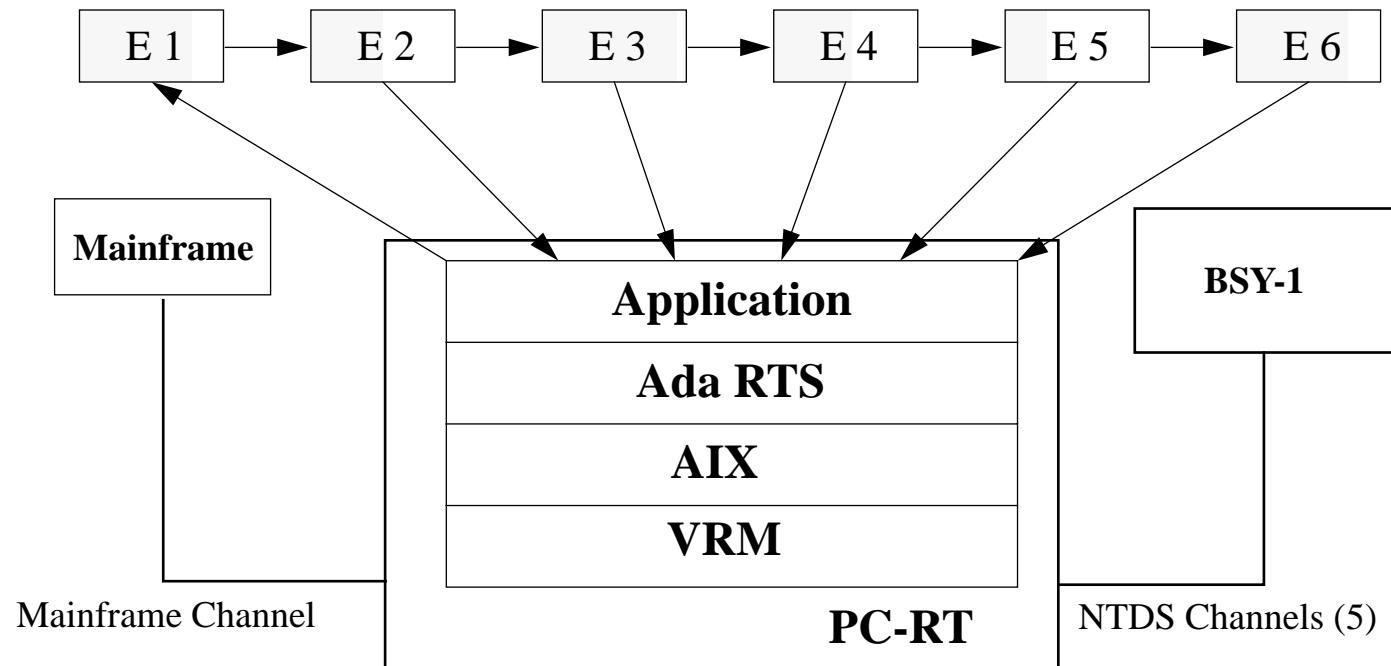 E 1
E 2
E 3
E 4
E 5
E 6
Mainframe
BSY-1
Application
Ada RTS
AIX
VRM
Mainframe Channel
PC-RT
NTDS Channels (5)